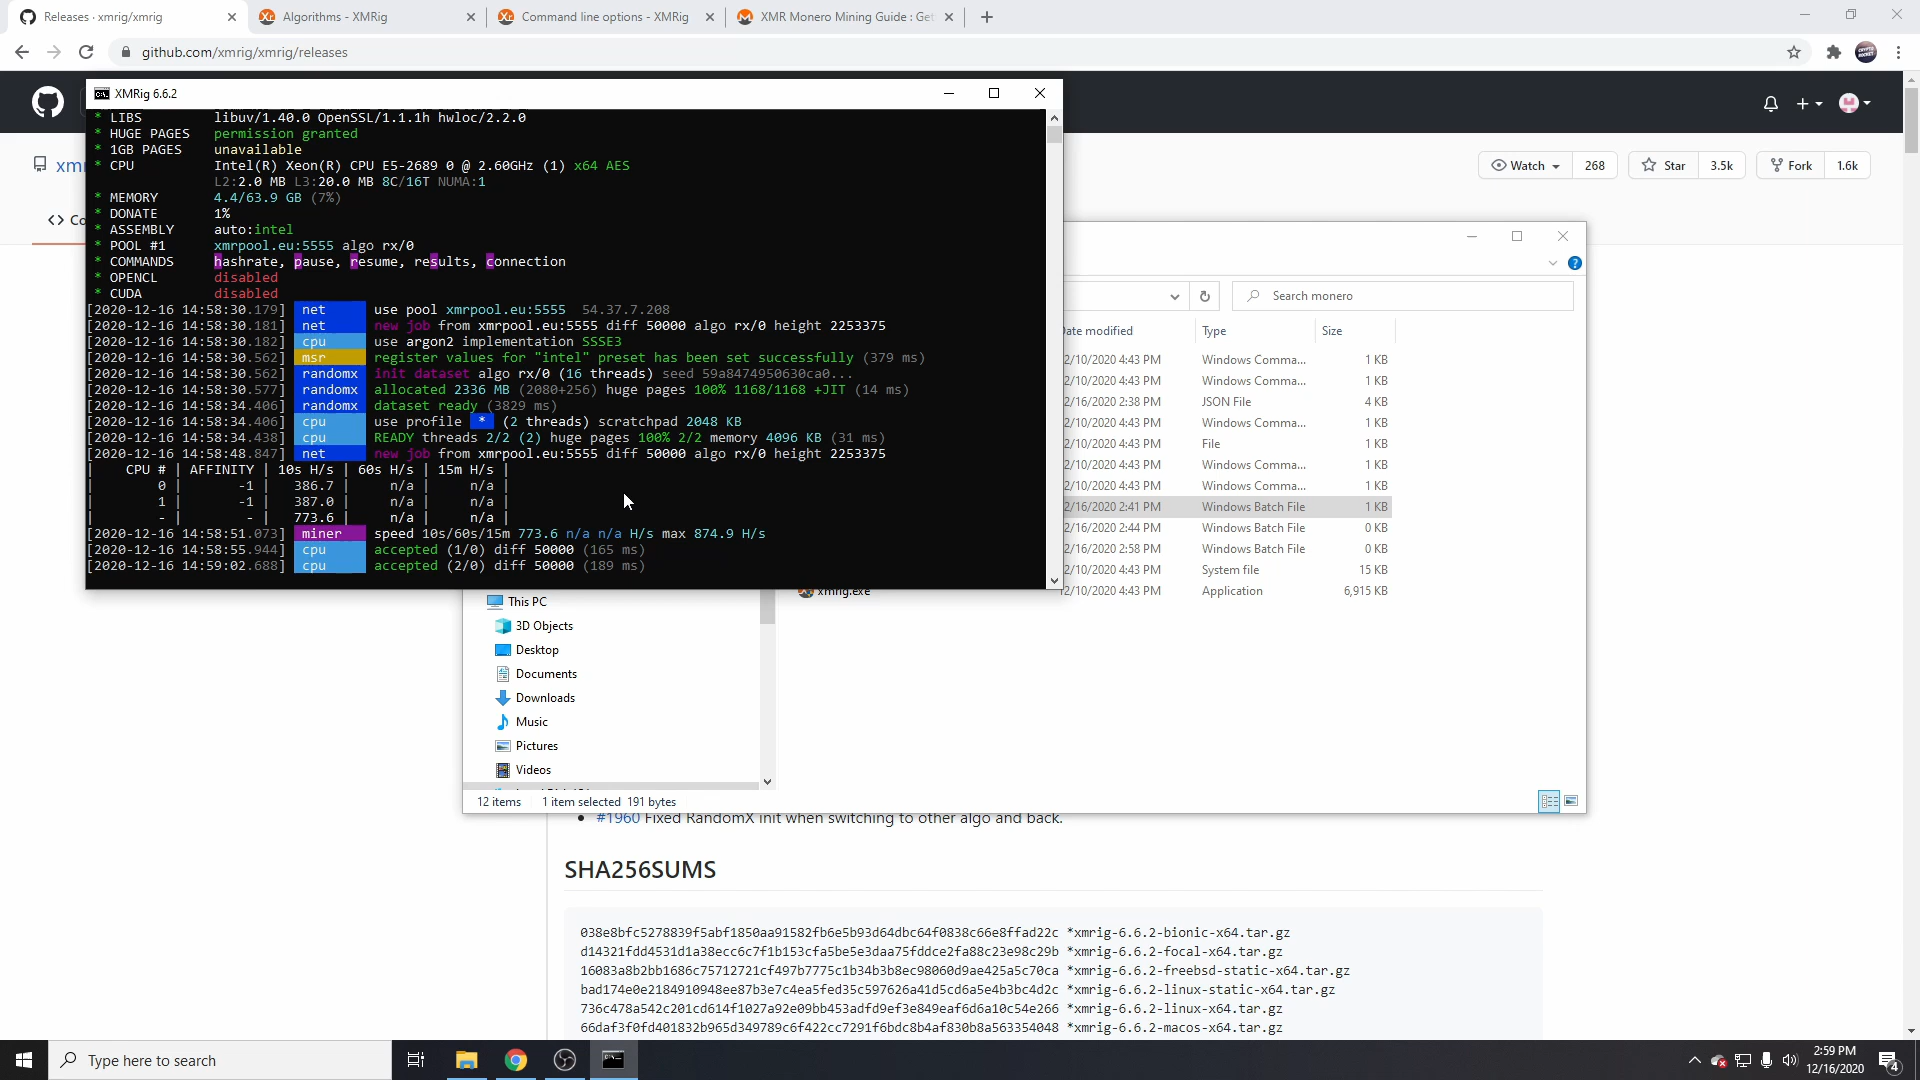 Releases · xmrig/xmrig
Algorithms - XMRig
Command line options - XMRig
XMR Monero Mining Guide : Get
github.com/xmrig/xmrig/releases
XMRig 6.6.2
* LIBS libuv/1.40.0 OpenSSL/1.1.1h hwloc/2.2.0
* HUGE PAGES permission granted
* 1GB PAGES unavailable
* CPU Intel(R) Xeon(R) CPU E5-2689 0 @ 2.60GHz (1) x64 AES
L2:2.0 MB L3:20.0 MB 8C/16T NUMA:1
* MEMORY 4.4/63.9 GB (7%)
* DONATE 1%
* ASSEMBLY auto:intel
* POOL #1 xmrpool.eu:5555 algo rx/0
* COMMANDS hashrate, pause, resume, results, connection
* OPENCL disabled
* CUDA disabled
[2020-12-16 14:58:30.179] net use pool xmrpool.eu:5555 54.37.7.208
[2020-12-16 14:58:30.181] net new job from xmrpool.eu:5555 diff 50000 algo rx/0 height 2253375
[2020-12-16 14:58:30.182] cpu use argon2 implementation SSSE3
[2020-12-16 14:58:30.562] msr register values for "intel" preset has been set successfully (379 ms)
[2020-12-16 14:58:30.562] randomx init dataset algo rx/0 (16 threads) seed 59a8474950630ca0...
[2020-12-16 14:58:30.577] randomx allocated 2336 MB (2080+256) huge pages 100% 1168/1168 +JIT (14 ms)
[2020-12-16 14:58:34.406] randomx dataset ready (3829 ms)
[2020-12-16 14:58:34.406] cpu use profile * (2 threads) scratchpad 2048 KB
[2020-12-16 14:58:34.438] cpu READY threads 2/2 (2) huge pages 100% 2/2 memory 4096 KB (31 ms)
[2020-12-16 14:58:48.847] net new job from xmrpool.eu:5555 diff 50000 algo rx/0 height 2253375
| CPU # | AFFINITY | 10s H/s | 60s H/s | 15m H/s |
| 0 | -1 | 386.7 | n/a | n/a |
| 1 | -1 | 387.0 | n/a | n/a |
| - | - | 773.6 | n/a | n/a |
[2020-12-16 14:58:51.073] miner speed 10s/60s/15m 773.6 n/a n/a H/s max 874.9 H/s
[2020-12-16 14:58:55.944] cpu accepted (1/0) diff 50000 (165 ms)
[2020-12-16 14:59:02.688] cpu accepted (2/0) diff 50000 (189 ms)
xm
<> Co
Watch 268
Star 3.5k
Fork 1.6k
Search monero
Date modified Type Size
2/10/2020 4:43 PM Windows Comma... 1 KB
2/10/2020 4:43 PM Windows Comma... 1 KB
2/16/2020 2:38 PM JSON File 4 KB
2/10/2020 4:43 PM Windows Comma... 1 KB
2/10/2020 4:43 PM File 1 KB
2/10/2020 4:43 PM Windows Comma... 1 KB
2/10/2020 4:43 PM Windows Comma... 1 KB
2/16/2020 2:41 PM Windows Batch File 1 KB
2/16/2020 2:44 PM Windows Batch File 0 KB
2/16/2020 2:58 PM Windows Batch File 0 KB
2/10/2020 4:43 PM System file 15 KB
xmrig.exe 2/10/2020 4:43 PM Application 6,915 KB
This PC
3D Objects
Desktop
Documents
Downloads
Music
Pictures
Videos
12 items 1 item selected 191 bytes
#1960 Fixed RandomX init when switching to other algo and back.
SHA256SUMS
038e8bfc5278839f5abf1850aa91582fb6e5b93d64dbc64f0838c66e8ffad22c *xmrig-6.6.2-bionic-x64.tar.gz
d14321fdd4531d1a38ecc6c7f1b153cfa5be5e3daa75fddce2fa88c23e98c29b *xmrig-6.6.2-focal-x64.tar.gz
16083a8b2bb1686c75712721cf497b7775c1b34b3b8ec98060d9ae425a5c70ca *xmrig-6.6.2-freebsd-static-x64.tar.gz
bad174e0e2184910948ee87b3e7c4ea5fed35c597626a41d5cd6a5e4b3bc4d2c *xmrig-6.6.2-linux-static-x64.tar.gz
736c478a542c201cd614f1027a92e09bb453adfd9ef3e849eaf6d6a10c54e266 *xmrig-6.6.2-linux-x64.tar.gz
66daf3f0fd401832b965d349789c6f422cc7291f6bdc8b4af830b8a563354048 *xmrig-6.6.2-macos-x64.tar.gz
Type here to search
2:59 PM
12/16/2020
4